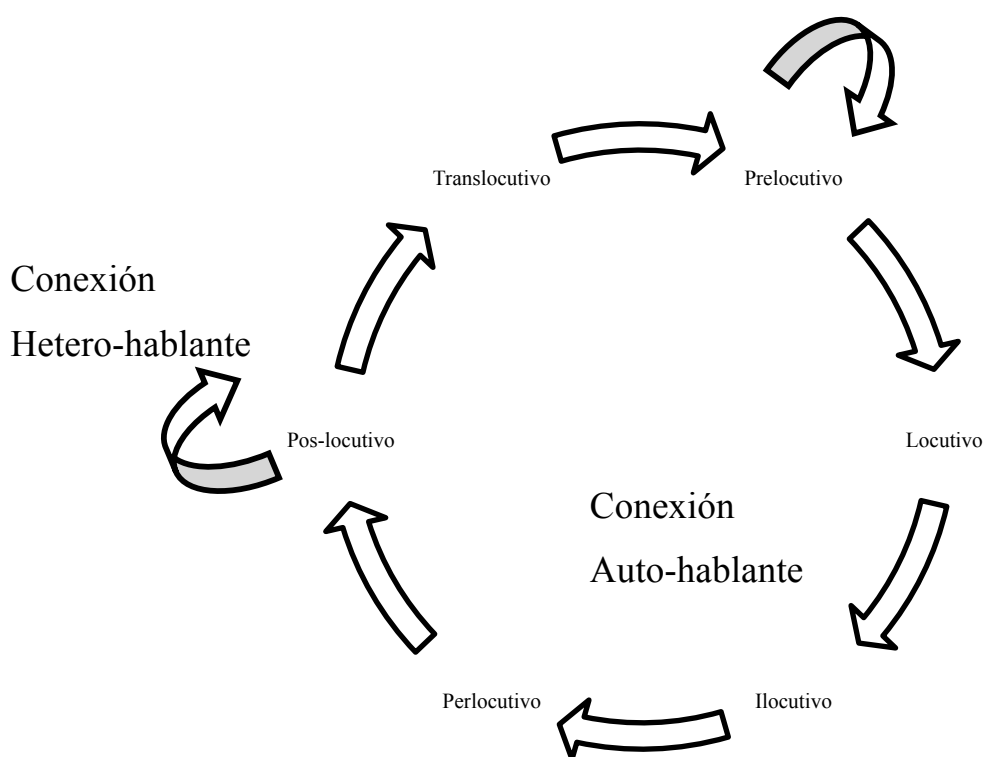 Translocutivo
Prelocutivo
Conexión
Hetero-hablante
Pos-locutivo
Locutivo
Conexión
Auto-hablante
Perlocutivo
Ilocutivo